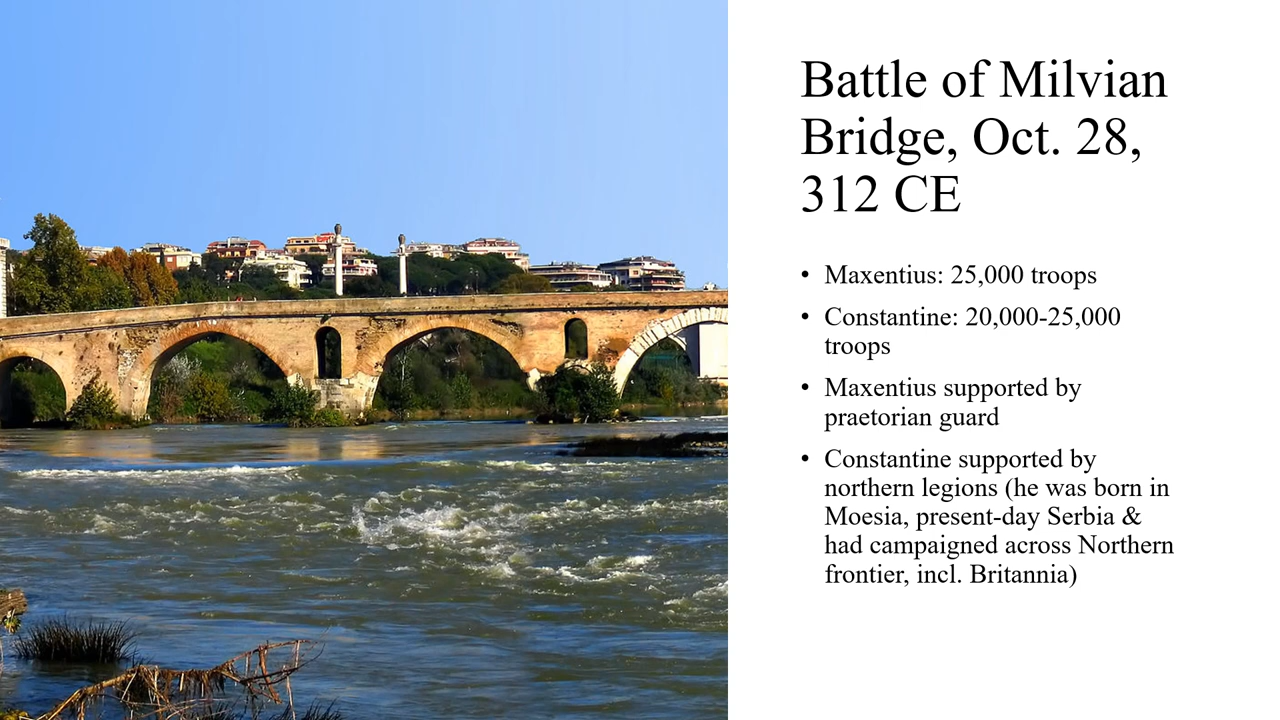 Battle of Milvian
Bridge, Oct. 28,
312 CE
• Maxentius: 25,000 troops
• Constantine: 20,000-25,000
troops
• Maxentius supported by
praetorian guard
• Constantine supported by
northern legions (he was born in
Moesia, present-day Serbia &
had campaigned across Northern
frontier, incl. Britannia)